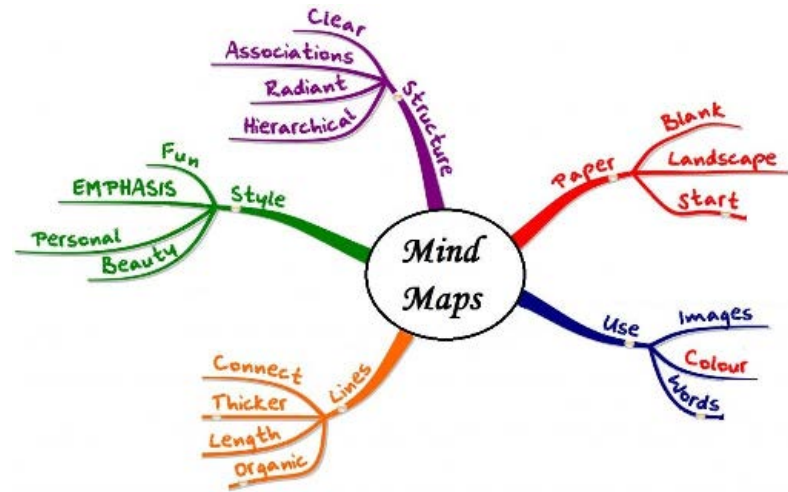 Mind
Maps
Paper
Blank
Landscape
Start
Use
Images
Colour
Words
Lines
Connect
Thicker
Length
Organic
Style
Fun
EMPHASIS
Personal
Beauty
Structure
Clear
Associations
Radiant
Hierarchical